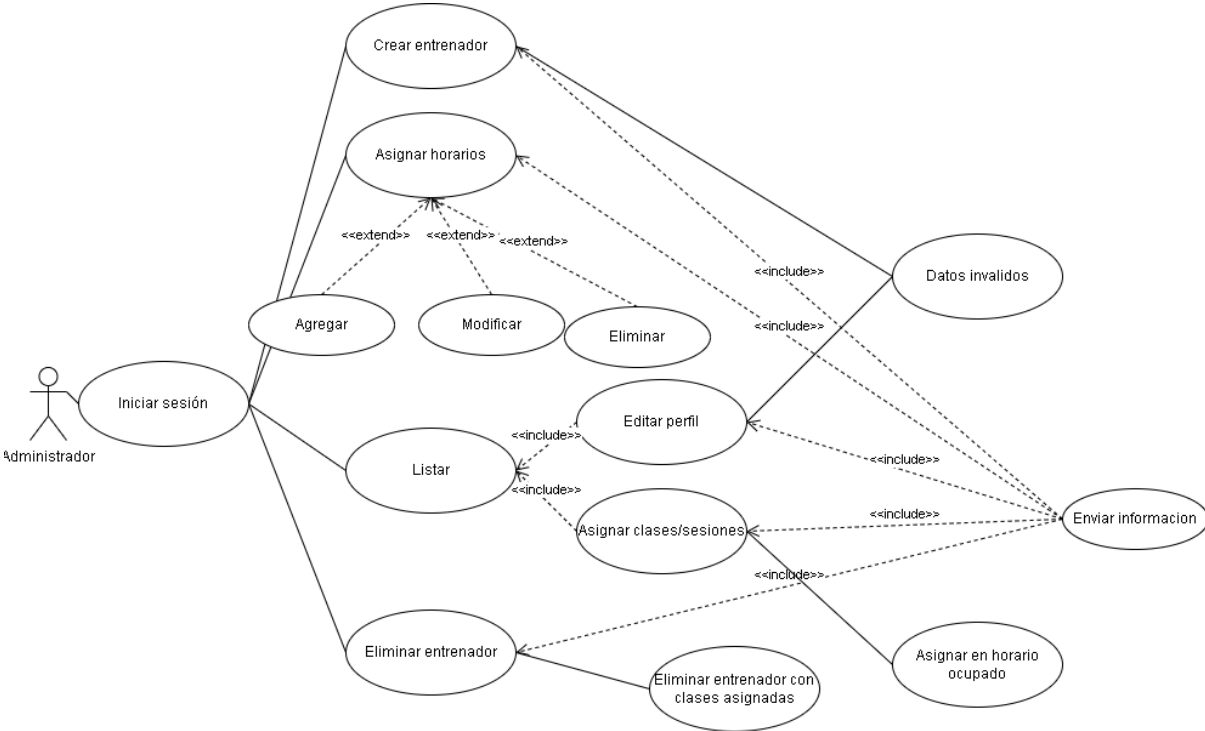 Crear entrenador
Asignar horarios
<<extend>>
<<extend>>
<<extend>>
<<include>>
Datos invalidos
<<include>>
Agregar
Modificar
Eliminar
Iniciar sesión
Administrador
Editar perfil
<<include>>
Listar
<<include>>
<<include>>
Asignar clases/sesiones
<<include>>
Enviar informacion
<<include>>
Eliminar entrenador
Asignar en horario
ocupado
Eliminar entrenador con
clases asignadas